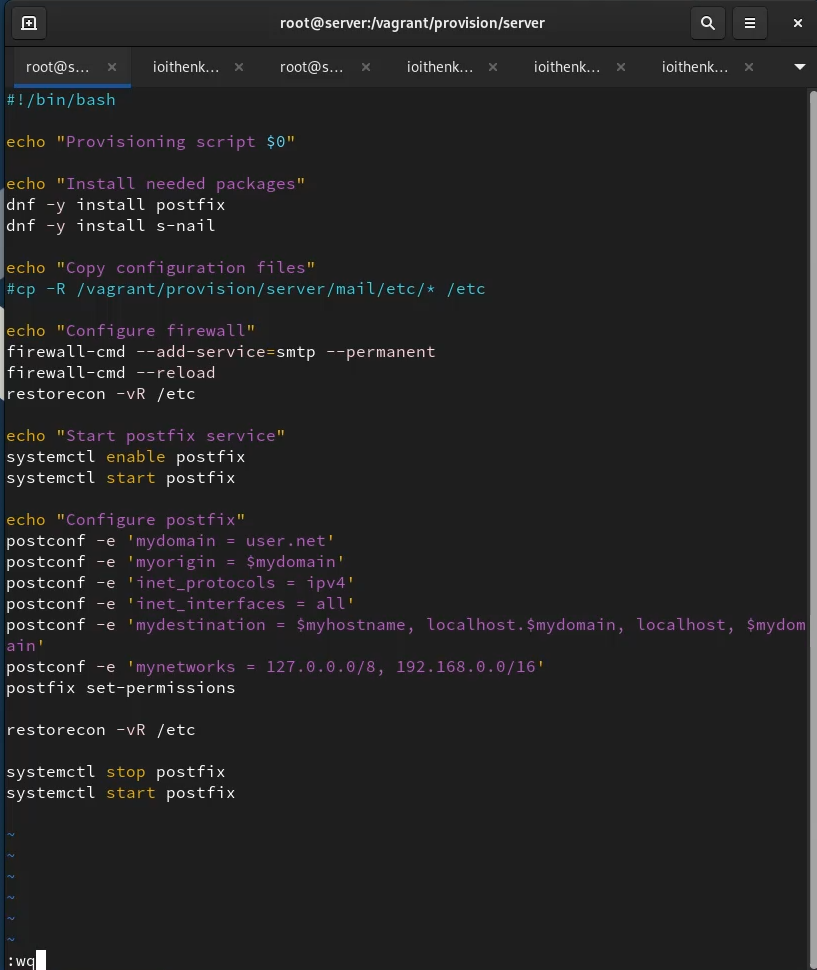 root@server:/vagrant/provision/server
root@s... ioithenk... root@s... ioithenk... ioithenk... ioithenk...
#!/bin/bash
echo "Provisioning script $0"
echo "Install needed packages"
dnf -y install postfix
dnf -y install s-nail
echo "Copy configuration files"
#cp -R /vagrant/provision/server/mail/etc/* /etc
echo "Configure firewall"
firewall-cmd --add-service=smtp --permanent
firewall-cmd --reload
restorecon -vR /etc
echo "Start postfix service"
systemctl enable postfix
systemctl start postfix
echo "Configure postfix"
postconf -e 'mydomain = user.net'
postconf -e 'myorigin = $mydomain'
postconf -e 'inet_protocols = ipv4'
postconf -e 'inet_interfaces = all'
postconf -e 'mydestination = $myhostname, localhost.$mydomain, localhost, $mydom
ain'
postconf -e 'mynetworks = 127.0.0.0/8, 192.168.0.0/16'
postfix set-permissions
restorecon -vR /etc
systemctl stop postfix
systemctl start postfix
~
~
~
~
~
~
:wq